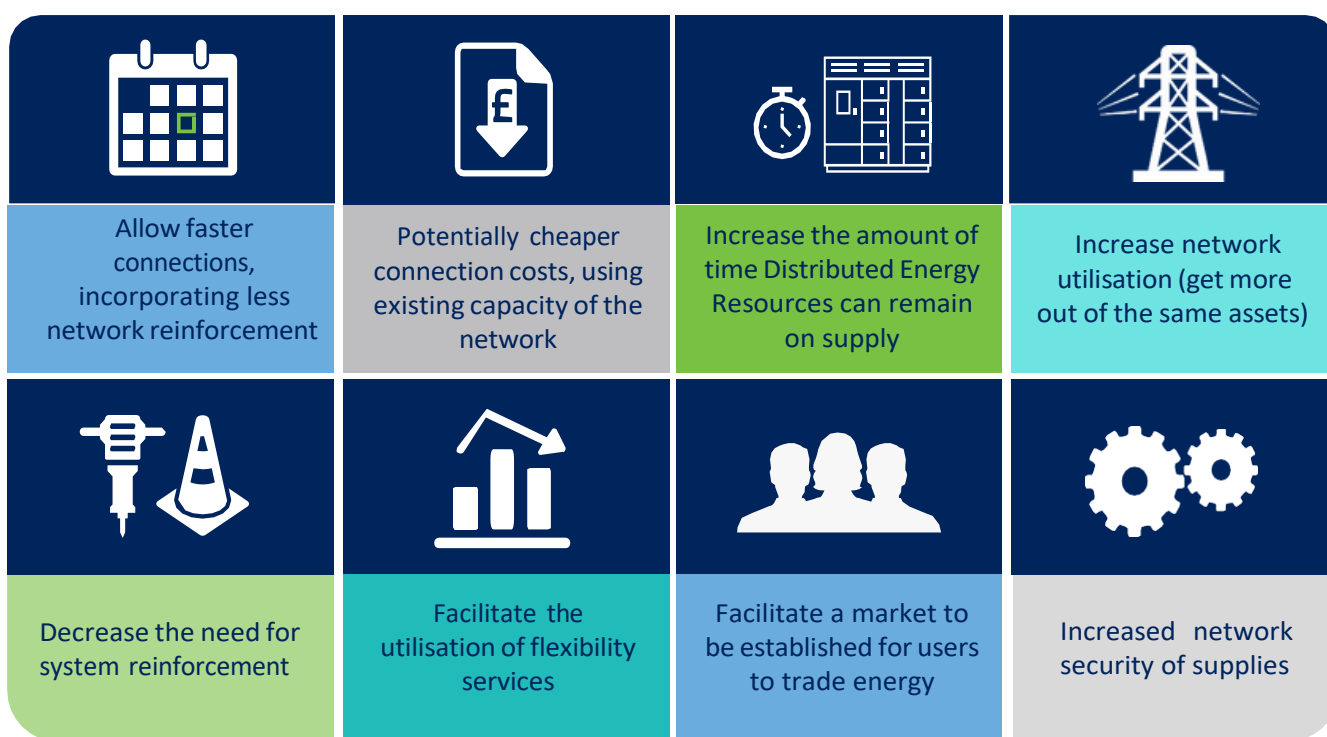 £
Allow faster
connections,
incorporating less
network reinforcement
Potentially cheaper
connection costs, using
existing capacity of the
network
Increase the amount of
time Distributed Energy
Resources can remain
on supply
Increase network
utilisation (get more
out of the same assets)
Decrease the need for
system reinforcement
Facilitate the
utilisation of flexibility
services
Facilitate a market to
be established for users
to trade energy
Increased network
security of supplies